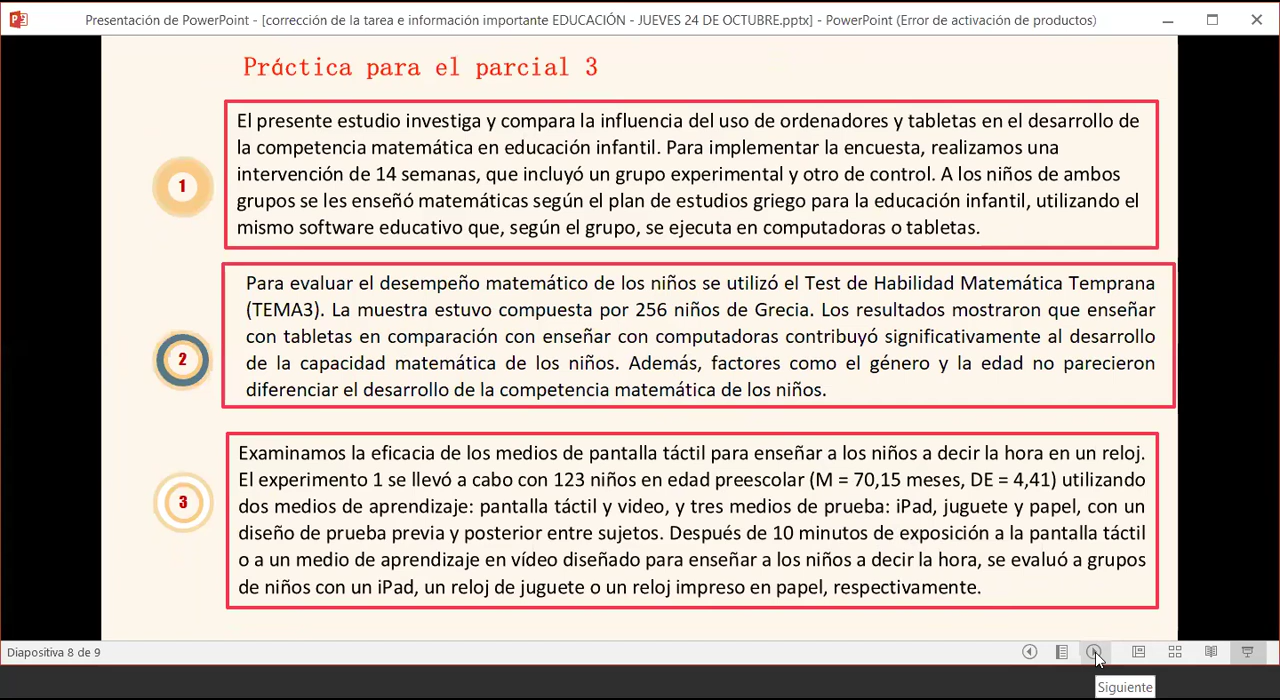 Presentación de PowerPoint - [corrección de la tarea e información importante EDUCACIÓN - JUEVES 24 DE OCTUBRE.pptx] - PowerPoint (Error de activación de productos)
Práctica para el parcial 3
1
El presente estudio investiga y compara la influencia del uso de ordenadores y tabletas en el desarrollo de
la competencia matemática en educación infantil. Para implementar la encuesta, realizamos una
intervención de 14 semanas, que incluyó un grupo experimental y otro de control. A los niños de ambos
grupos se les enseñó matemáticas según el plan de estudios griego para la educación infantil, utilizando el
mismo software educativo que, según el grupo, se ejecuta en computadoras o tabletas.
2
Para evaluar el desempeño matemático de los niños se utilizó el Test de Habilidad Matemática Temprana
(TEMA3). La muestra estuvo compuesta por 256 niños de Grecia. Los resultados mostraron que enseñar
con tabletas en comparación con enseñar con computadoras contribuyó significativamente al desarrollo
de la capacidad matemática de los niños. Además, factores como el género y la edad no parecieron
diferenciar el desarrollo de la competencia matemática de los niños.
3
Examinamos la eficacia de los medios de pantalla táctil para enseñar a los niños a decir la hora en un reloj.
El experimento 1 se llevó a cabo con 123 niños en edad preescolar (M = 70,15 meses, DE = 4,41) utilizando
dos medios de aprendizaje: pantalla táctil y video, y tres medios de prueba: iPad, juguete y papel, con un
diseño de prueba previa y posterior entre sujetos. Después de 10 minutos de exposición a la pantalla táctil
o a un medio de aprendizaje en vídeo diseñado para enseñar a los niños a decir la hora, se evaluó a grupos
de niños con un iPad, un reloj de juguete o un reloj impreso en papel, respectivamente.
Diapositiva 8 de 9
Siguiente